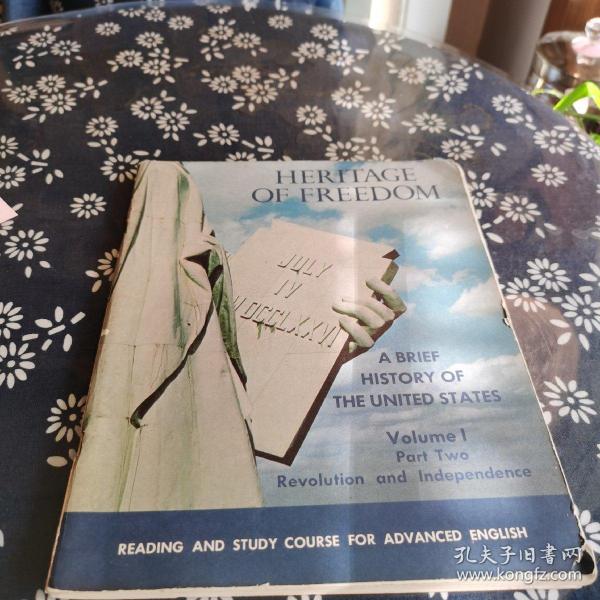 HERITAGE
OF FREEDOM
JULY
IV
MDCCLXXVI
A BRIEF
HISTORY OF
THE UNITED STATES
Volume 1
Part Two
Revolution and Independence
READING AND STUDY COURSE FOR ADVANCED ENGLISH
孔夫子旧书网
www.kongfz.com